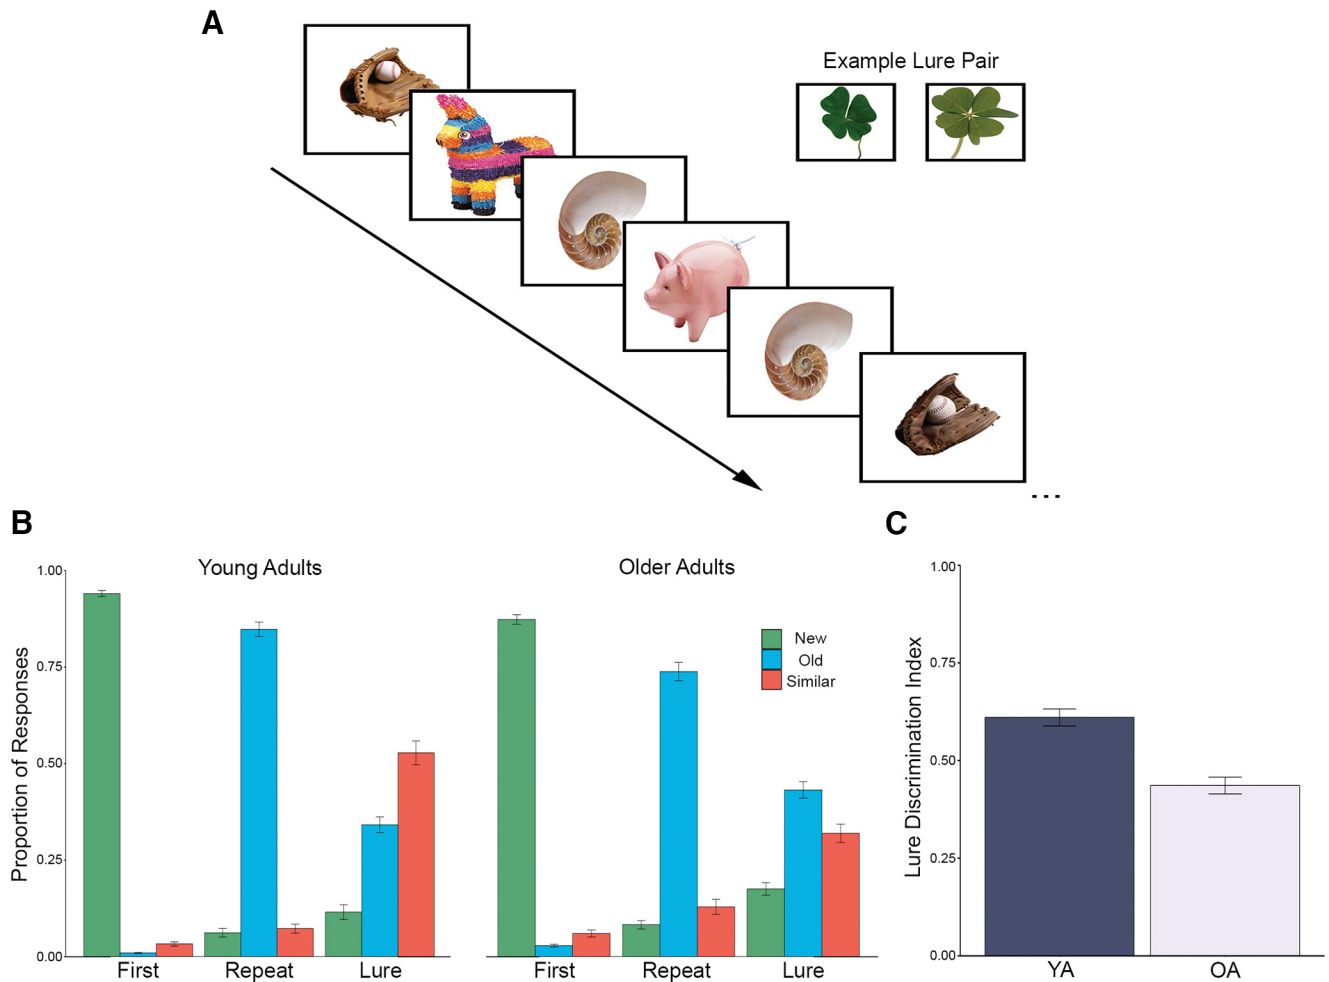 A
Example Lure Pair
...
B
Young Adults
Older Adults
Proportion of Responses
1.00
0.75
0.50
0.25
0.00
New
Old
Similar
First
Repeat
Lure
First
Repeat
Lure
C
Lure Discrimination Index
1.00
0.75
0.50
0.25
0.00
YA
OA